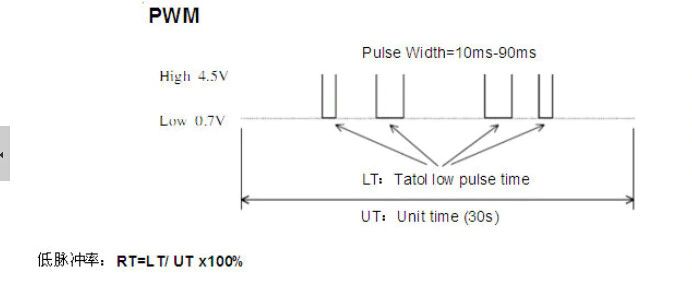 PWM
Pulse Width=10ms-90ms
High 4.5V
Low 0.7V
LT：Tatol low pulse time
UT：Unit time (30s)
低脉冲率：RT=LT/ UT x100%